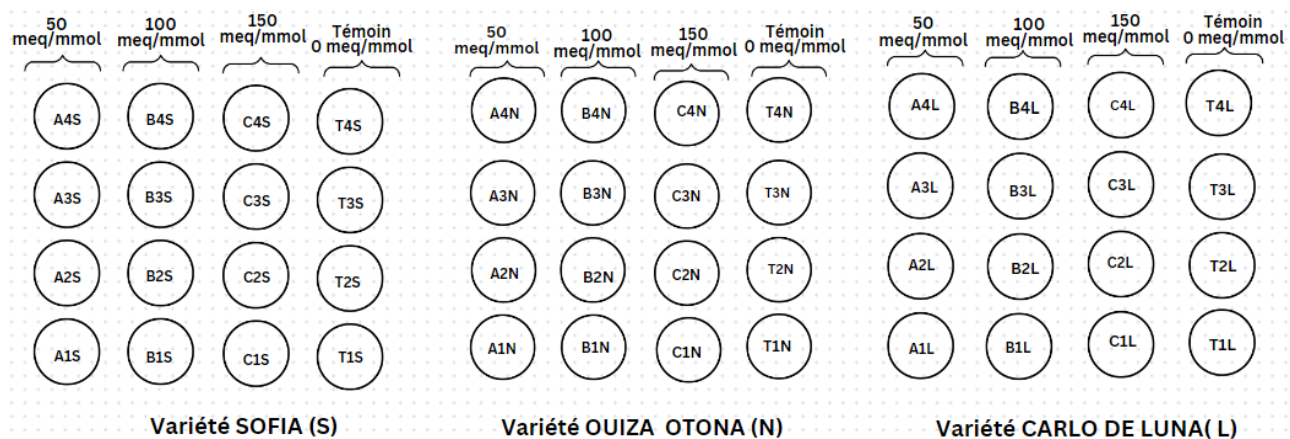 50
meq/mmol
100
meq/mmol
150
meq/mmol
Témoin
0 meq/mmol
A4S B4S C4S T4S
A3S B3S C3S T3S
A2S B2S C2S T2S
A1S B1S C1S T1S
Variété SOFIA (S)
50
meq/mmol
100
meq/mmol
150
meq/mmol
Témoin
0 meq/mmol
A4N B4N C4N T4N
A3N B3N C3N T3N
A2N B2N C2N T2N
A1N B1N C1N T1N
Variété OUIZA OTONA (N)
50
meq/mmol
100
meq/mmol
150
meq/mmol
Témoin
0 meq/mmol
A4L B4L C4L T4L
A3L B3L C3L T3L
A2L B2L C2L T2L
A1L B1L C1L T1L
Variété CARLO DE LUNA( L)